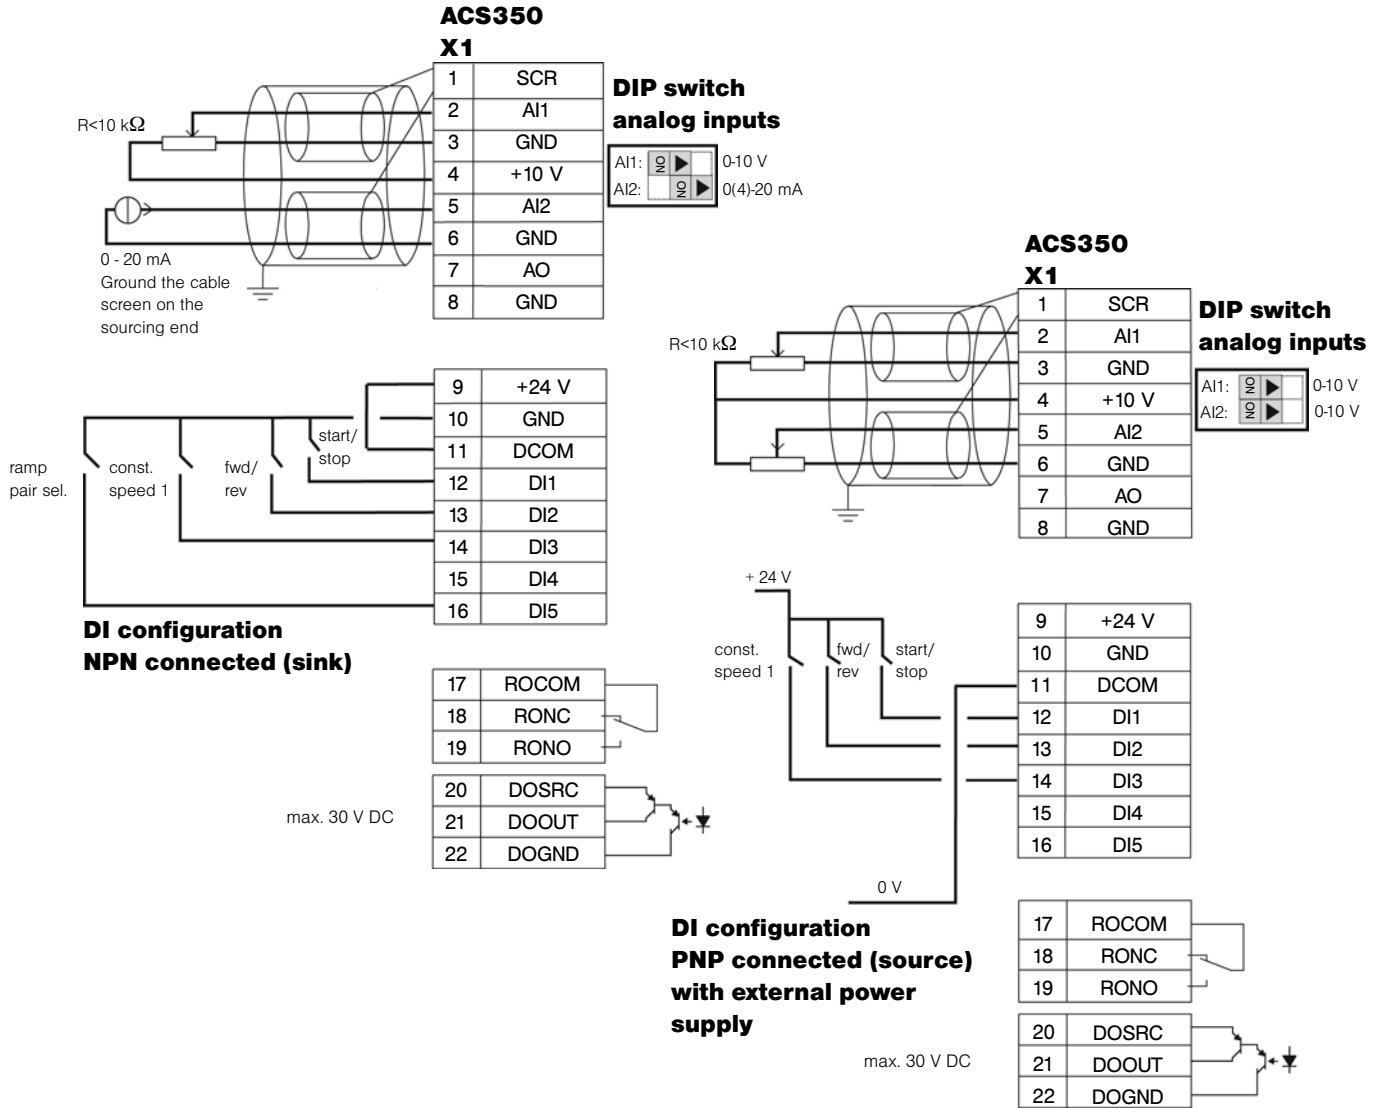 ACS350
X1
1 SCR
2 AI1
3 GND
4 +10 V
5 AI2
6 GND
7 AO
8 GND
R<10 kΩ
0 - 20 mA
Ground the cable
screen on the
sourcing end
DIP switch
analog inputs
AI1: ON 0-10 V
AI2: ON 0(4)-20 mA
9 +24 V
10 GND
11 DCOM
12 DI1
13 DI2
14 DI3
15 DI4
16 DI5
ramp
pair sel.
const.
speed 1
fwd/
rev
start/
stop
DI configuration
NPN connected (sink)
17 ROCOM
18 RONC
19 RONO
20 DOSRC
21 DOOUT
22 DOGND
max. 30 V DC
ACS350
X1
1 SCR
2 AI1
3 GND
4 +10 V
5 AI2
6 GND
7 AO
8 GND
R<10 kΩ
DIP switch
analog inputs
AI1: ON 0-10 V
AI2: ON 0-10 V
+ 24 V
const.
speed 1
fwd/
rev
start/
stop
9 +24 V
10 GND
11 DCOM
12 DI1
13 DI2
14 DI3
15 DI4
16 DI5
0 V
DI configuration
PNP connected (source)
with external power
supply
17 ROCOM
18 RONC
19 RONO
20 DOSRC
21 DOOUT
22 DOGND
max. 30 V DC